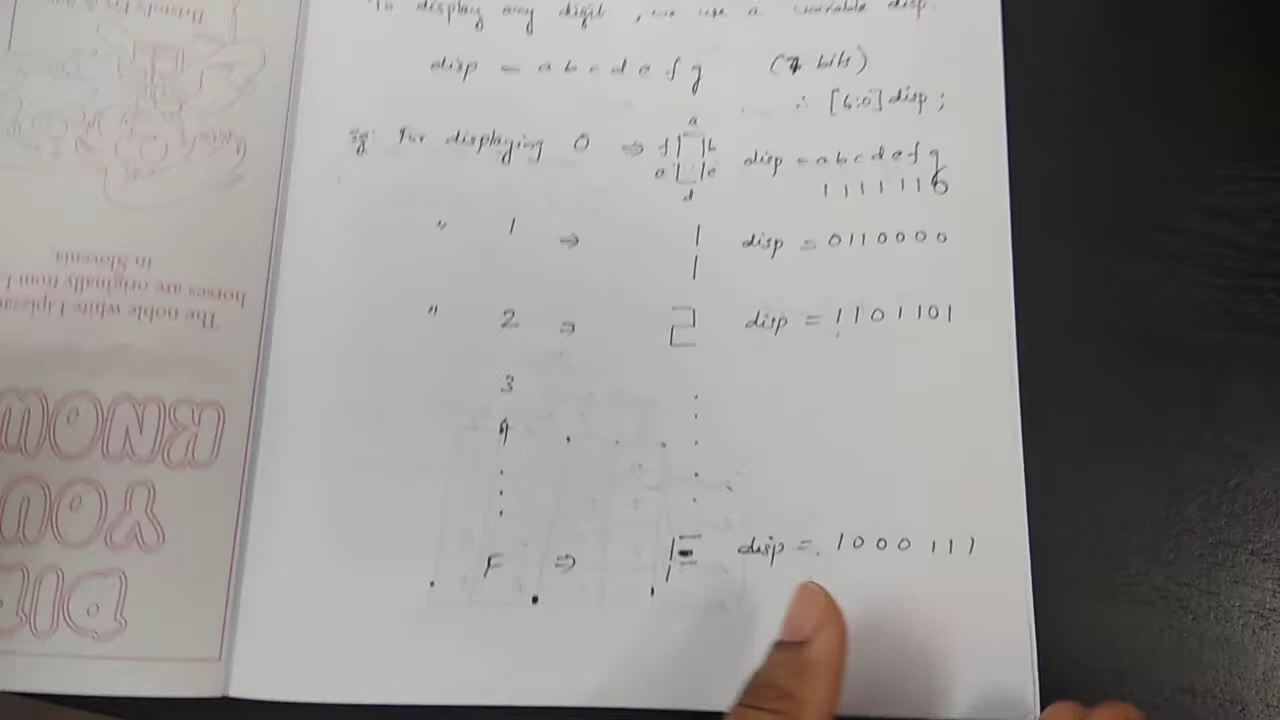 To display any digit, we use a variable disp.
disp = a b c d e f g (7 bits)
∴ [6:0] disp;
Eg: For displaying 0 ⇒ a f b e c d disp = a b c d e f g
1 1 1 1 1 1 0
" 1 ⇒ disp = 0 1 1 0 0 0 0
" 2 ⇒ disp = 1 1 0 1 1 0 1
3
4
F ⇒ disp = 1 0 0 0 1 1 1
DID
YOU
KNOW
The noble white Lipizza
horses are originally from
in Slovenia.